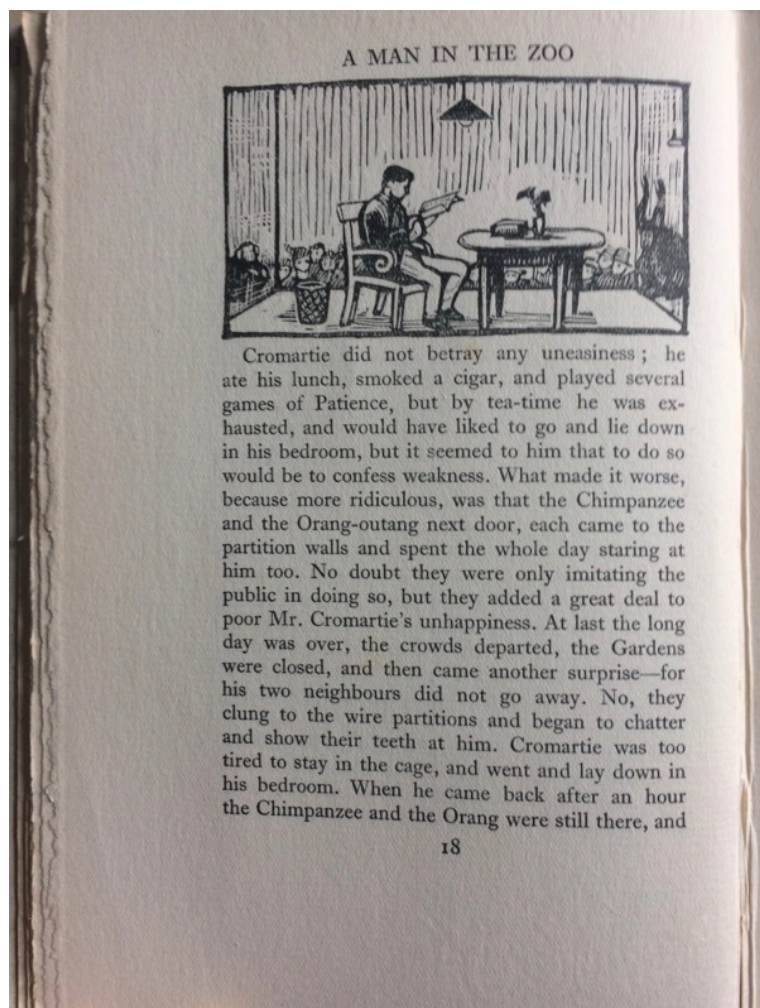 A MAN IN THE ZOO
Cromartie did not betray any uneasiness ; he
ate his lunch, smoked a cigar, and played several
games of Patience, but by tea-time he was ex-
hausted, and would have liked to go and lie down
in his bedroom, but it seemed to him that to do so
would be to confess weakness. What made it worse,
because more ridiculous, was that the Chimpanzee
and the Orang-outang next door, each came to the
partition walls and spent the whole day staring at
him too. No doubt they were only imitating the
public in doing so, but they added a great deal to
poor Mr. Cromartie's unhappiness. At last the long
day was over, the crowds departed, the Gardens
were closed, and then came another surprise—for
his two neighbours did not go away. No, they
clung to the wire partitions and began to chatter
and show their teeth at him. Cromartie was too
tired to stay in the cage, and went and lay down in
his bedroom. When he came back after an hour
the Chimpanzee and the Orang were still there, and
18